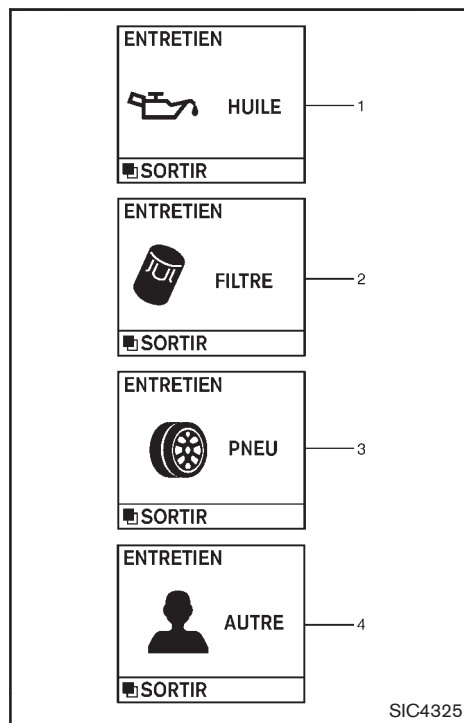 ENTRETIEN
HUILE
1
SORTIR
ENTRETIEN
FILTRE
2
SORTIR
ENTRETIEN
PNEU
3
SORTIR
ENTRETIEN
AUTRE
4
SORTIR
SIC4325